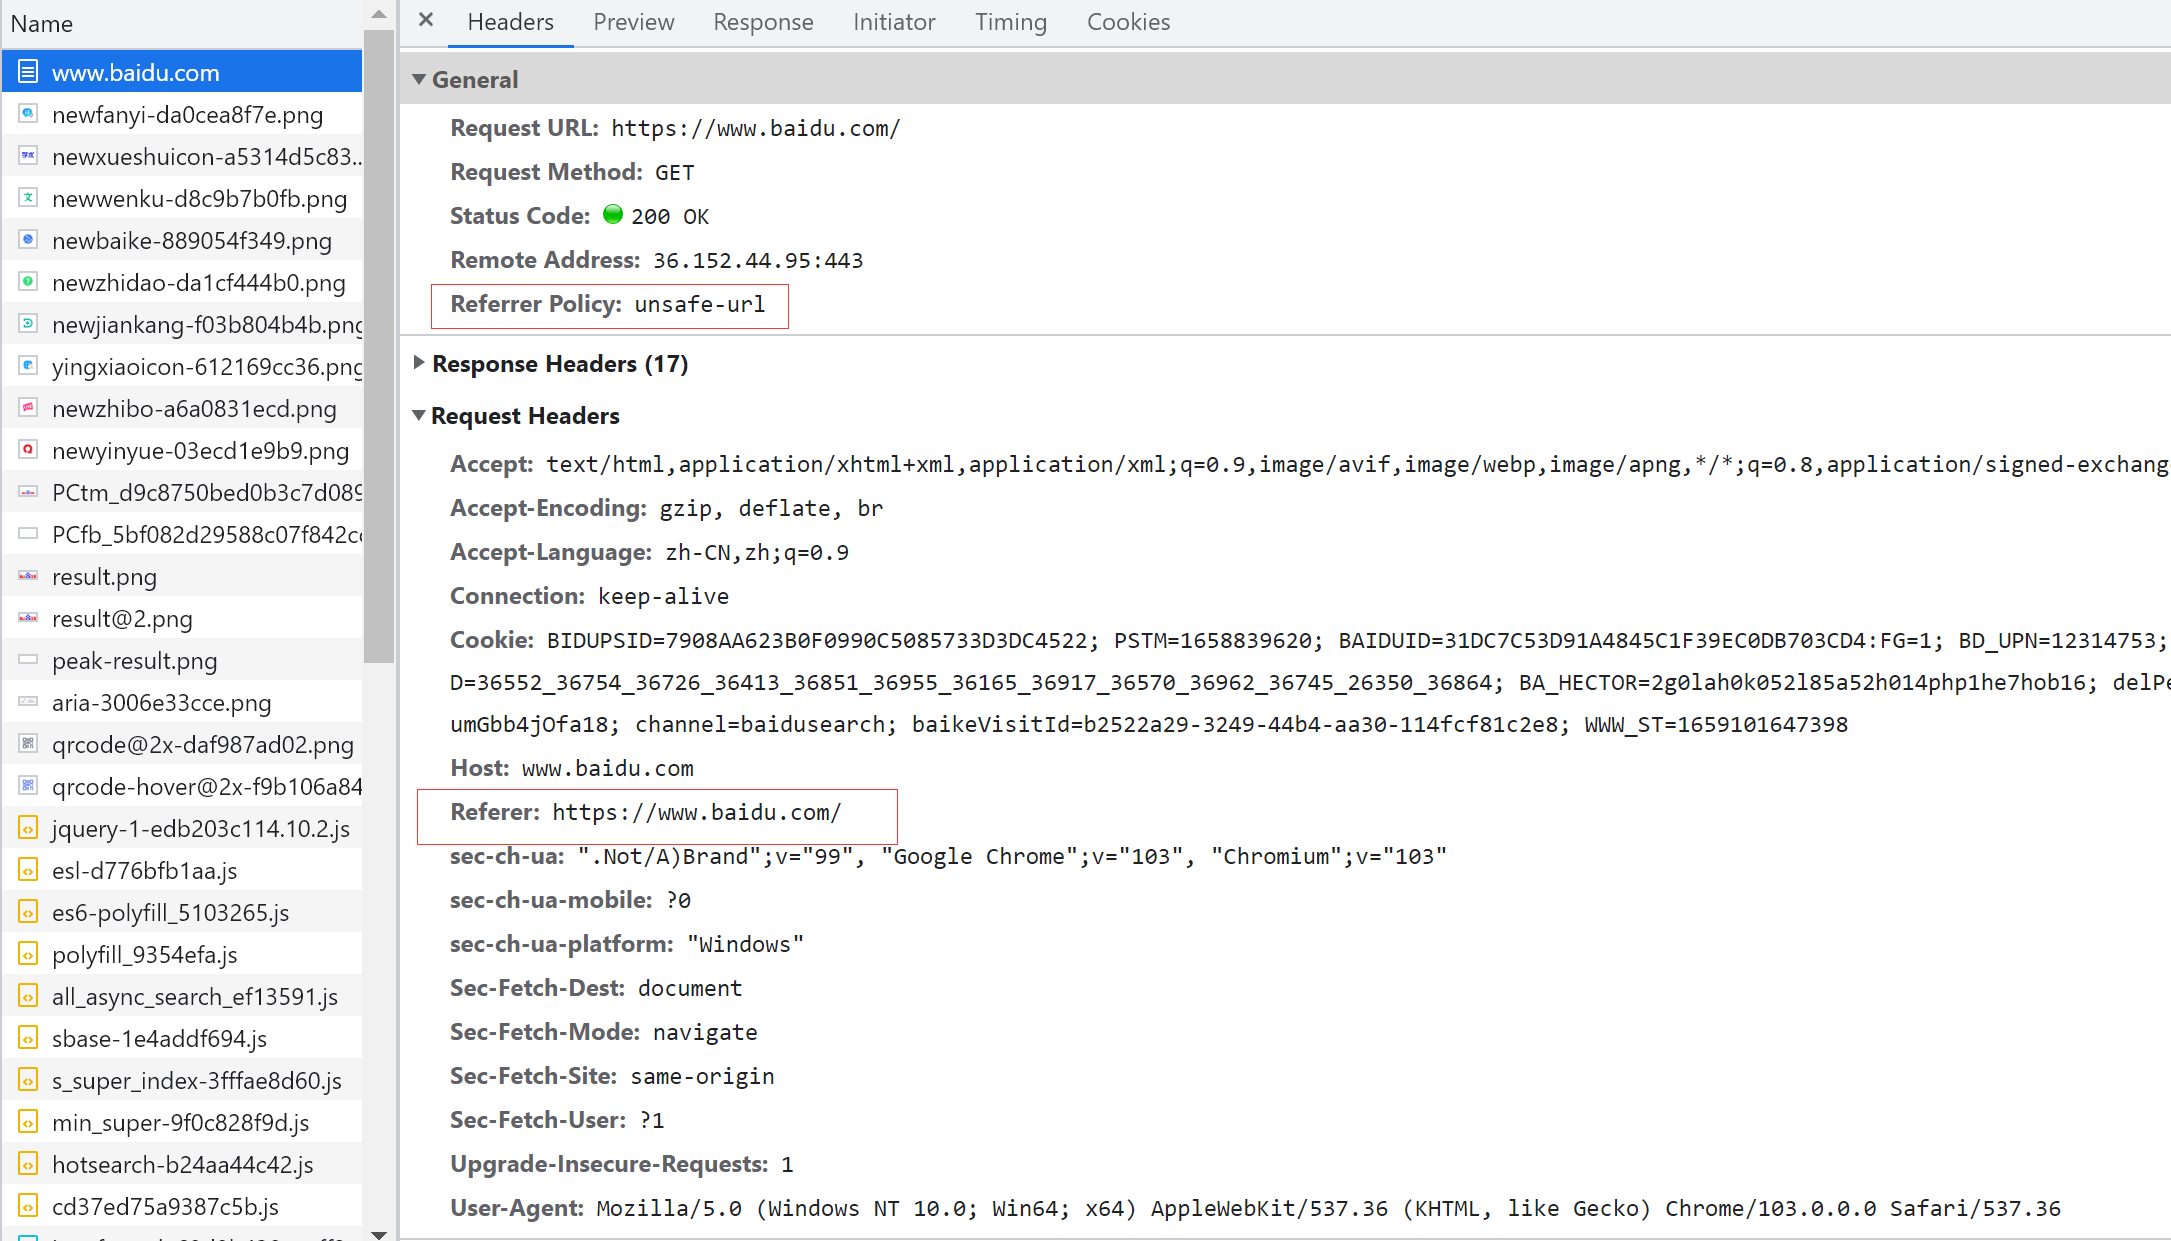 Name
www.baidu.com
newfanyi-da0cea8f7e.png
newxueshuicon-a5314d5c83...
newwenku-d8c9b7b0fb.png
newbaike-889054f349.png
newzhidao-da1cf444b0.png
newjiankang-f03b804b4b.png
yingxiaoicon-612169cc36.png
newzhibo-a6a0831ecd.png
newyinyue-03ecd1e9b9.png
PCtm_d9c8750bed0b3c7d089
PCfb_5bf082d29588c07f842c
result.png
result@2.png
peak-result.png
aria-3006e33cce.png
qrcode@2x-daf987ad02.png
qrcode-hover@2x-f9b106a84
jquery-1-edb203c114.10.2.js
esl-d776bfb1aa.js
es6-polyfill_5103265.js
polyfill_9354efa.js
all_async_search_ef13591.js
sbase-1e4addf694.js
s_super_index-3fffae8d60.js
min_super-9f0c828f9d.js
hotsearch-b24aa44c42.js
cd37ed75a9387c5b.js
Headers Preview Response Initiator Timing Cookies
General
Request URL: https://www.baidu.com/
Request Method: GET
Status Code: 200 OK
Remote Address: 36.152.44.95:443
Referrer Policy: unsafe-url
Response Headers (17)
Request Headers
Accept: text/html,application/xhtml+xml,application/xml;q=0.9,image/avif,image/webp,image/apng,*/*;q=0.8,application/signed-exchang
Accept-Encoding: gzip, deflate, br
Accept-Language: zh-CN,zh;q=0.9
Connection: keep-alive
Cookie: BIDUPSID=7908AA623B0F0990C5085733D3DC4522; PSTM=1658839620; BAIDUID=31DC7C53D91A4845C1F39EC0DB703CD4:FG=1; BD_UPN=12314753;
D=36552_36754_36726_36413_36851_36955_36165_36917_36570_36962_36745_26350_36864; BA_HECTOR=2g0lah0k052l85a52h014php1he7hob16; delPe
umGbb4jOfa18; channel=baidusearch; baikeVisitId=b2522a29-3249-44b4-aa30-114fcf81c2e8; WWW_ST=1659101647398
Host: www.baidu.com
Referer: https://www.baidu.com/
sec-ch-ua: ".Not/A)Brand";v="99", "Google Chrome";v="103", "Chromium";v="103"
sec-ch-ua-mobile: ?0
sec-ch-ua-platform: "Windows"
Sec-Fetch-Dest: document
Sec-Fetch-Mode: navigate
Sec-Fetch-Site: same-origin
Sec-Fetch-User: ?1
Upgrade-Insecure-Requests: 1
User-Agent: Mozilla/5.0 (Windows NT 10.0; Win64; x64) AppleWebKit/537.36 (KHTML, like Gecko) Chrome/103.0.0.0 Safari/537.36